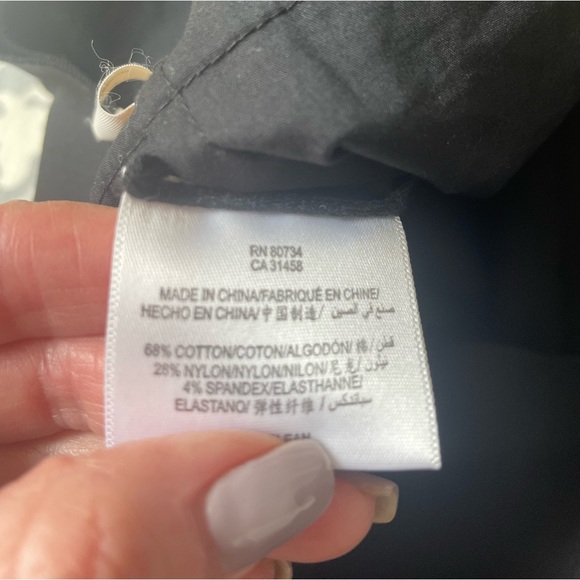 RN 80734
CA 31458
MADE IN CHINA/FABRIQUÉ EN CHINE/
HECHO EN CHINA/中国制造/ صنع في الصين
68% COTTON/COTON/ALGODÓN/棉/قطن
28% NYLON/NYLON/NILON/尼龙/نيلون
4% SPANDEX/ELASTHANNE/
ELASTANO/弹性纤维/سباندكس